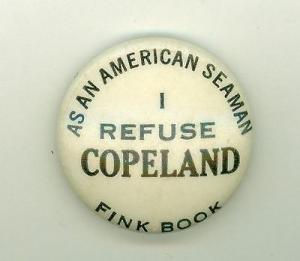 AS AN AMERICAN SEAMAN
I
REFUSE
COPELAND
FINK BOOK